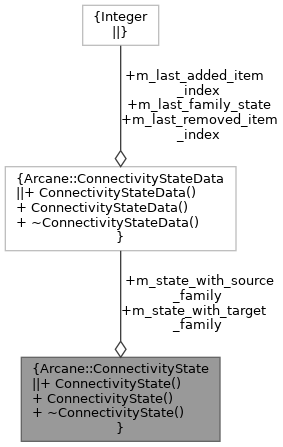 {Integer
||}
+m_last_added_item
_index
+m_last_family_state
+m_last_removed_item
_index
{Arcane::ConnectivityStateData
||+ ConnectivityStateData()
+ ConnectivityStateData()
+ ~ConnectivityStateData()
}
+m_state_with_source
_family
+m_state_with_target
_family
{Arcane::ConnectivityState
||+ ConnectivityState()
+ ConnectivityState()
+ ~ConnectivityState()
}